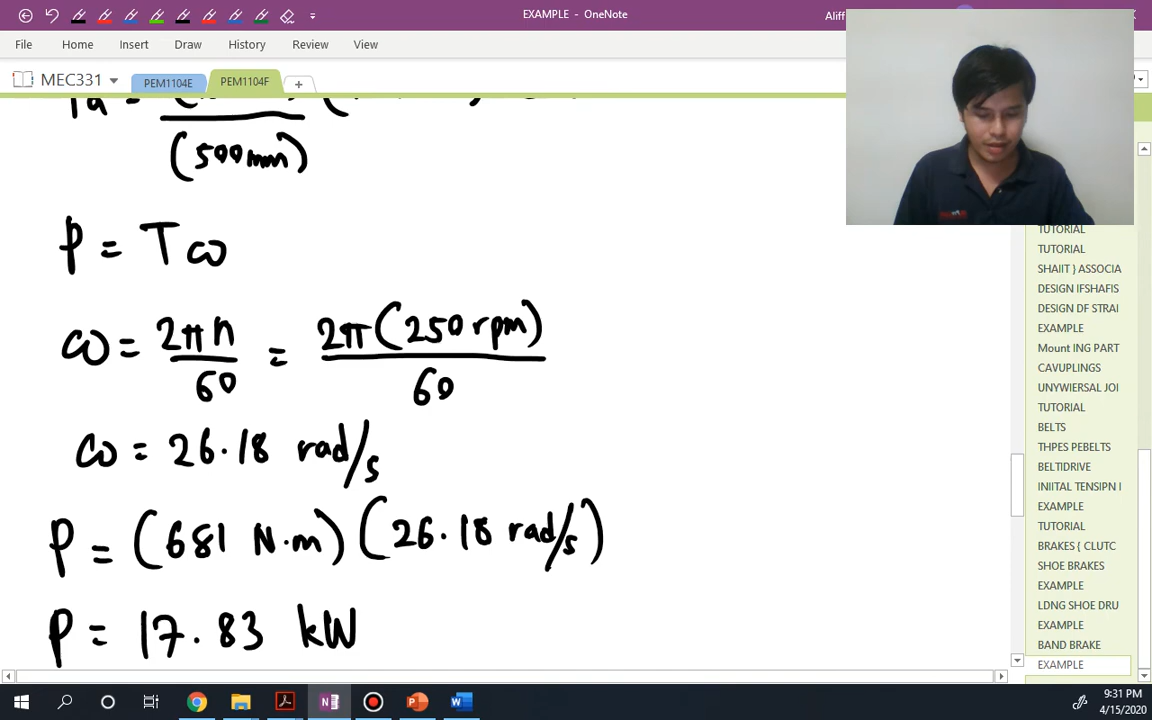 EXAMPLE - OneNote
Aliff
File Home Insert Draw History Review View
MEC331
PEM1104E
PEM1104F
(500mm)
P = Tω
ω = 2πn/60 = 2π(250rpm)/60
ω = 26.18 rad/s
P = (681 N·m)(26.18 rad/s)
P = 17.83 kW
TUTORIAL
TUTORIAL
SHAIIT } ASSOCIA
DESIGN IFSHAFIS
DESIGN DF STRAI
EXAMPLE
Mount ING PART
CAVUPLINGS
UNYWIERSAL JOI
TUTORIAL
BELTS
THPES PEBELTS
BELTIDRIVE
INIITAL TENSIPN I
EXAMPLE
TUTORIAL
BRAKES { CLUTC
SHOE BRAKES
EXAMPLE
LDNG SHOE DRU
EXAMPLE
BAND BRAKE
EXAMPLE
9:31 PM
4/15/2020